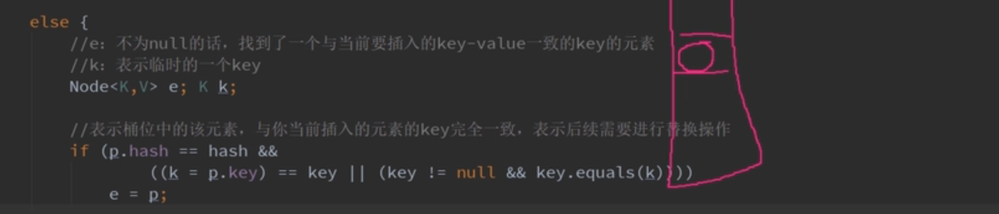 else {
//e：不为null的话，找到了一个与当前要插入的key-value一致的key的元素
//k：表示临时的一个key
Node<K,V> e; K k;
//表示桶位中的该元素，与你当前插入的元素的key完全一致，表示后续需要进行替换操作
if (p.hash == hash &&
((k = p.key) == key || (key != null && key.equals(k))))
e = p;